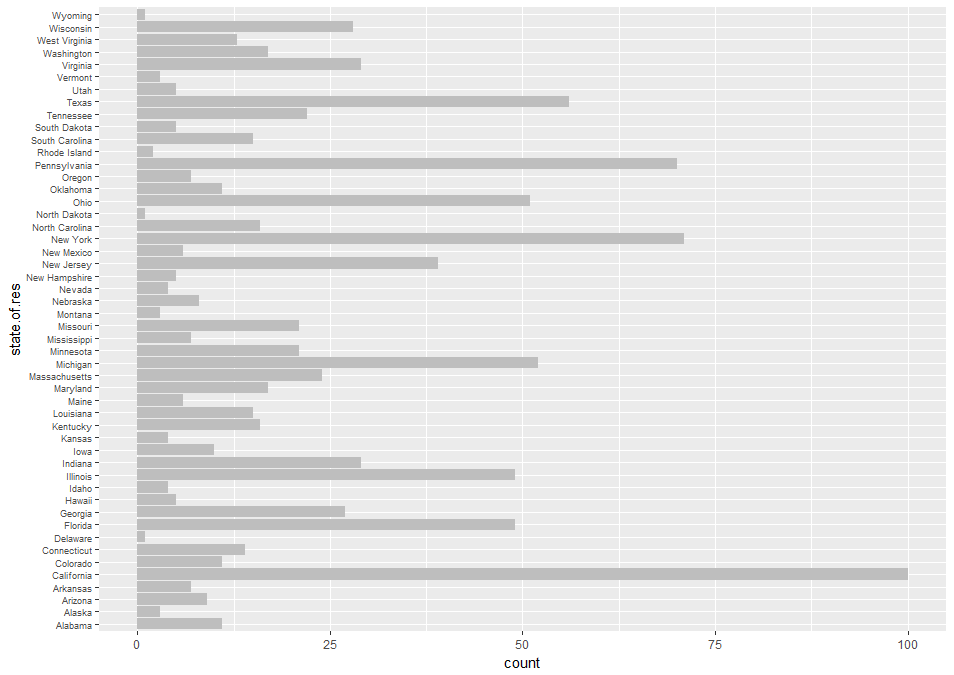 Wyoming
Wisconsin
West Virginia
Washington
Virginia
Vermont
Utah
Texas
Tennessee
South Dakota
South Carolina
Rhode Island
Pennsylvania
Oregon
Oklahoma
Ohio
North Dakota
North Carolina
New York
New Mexico
New Jersey
New Hampshire
Nevada
Nebraska
Montana
Missouri
Mississippi
Minnesota
Michigan
Massachusetts
Maryland
Maine
Louisiana
Kentucky
Kansas
Iowa
Indiana
Illinois
Idaho
Hawaii
Georgia
Florida
Delaware
Connecticut
Colorado
California
Arkansas
Arizona
Alaska
Alabama
state.of.res
0 25 50 75 100
count